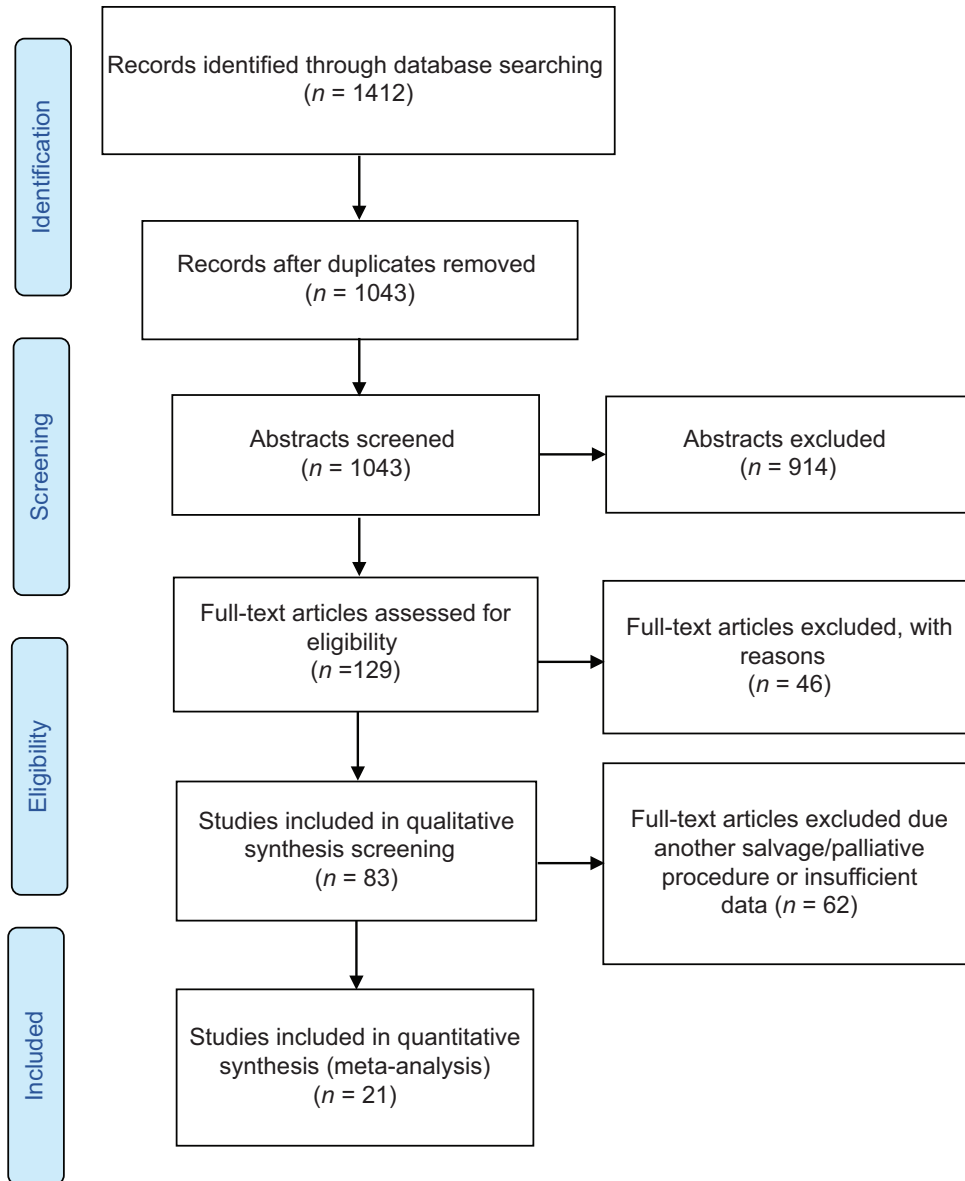 Identification
Records identified through database searching
(n = 1412)
Records after duplicates removed
(n = 1043)
Screening
Abstracts screened
(n = 1043)
Abstracts excluded
(n = 914)
Eligibility
Full-text articles assessed for
eligibility
(n =129)
Full-text articles excluded, with
reasons
(n = 46)
Studies included in qualitative
synthesis screening
(n = 83)
Full-text articles excluded due
another salvage/palliative
procedure or insufficient
data (n = 62)
Included
Studies included in quantitative
synthesis (meta-analysis)
(n = 21)